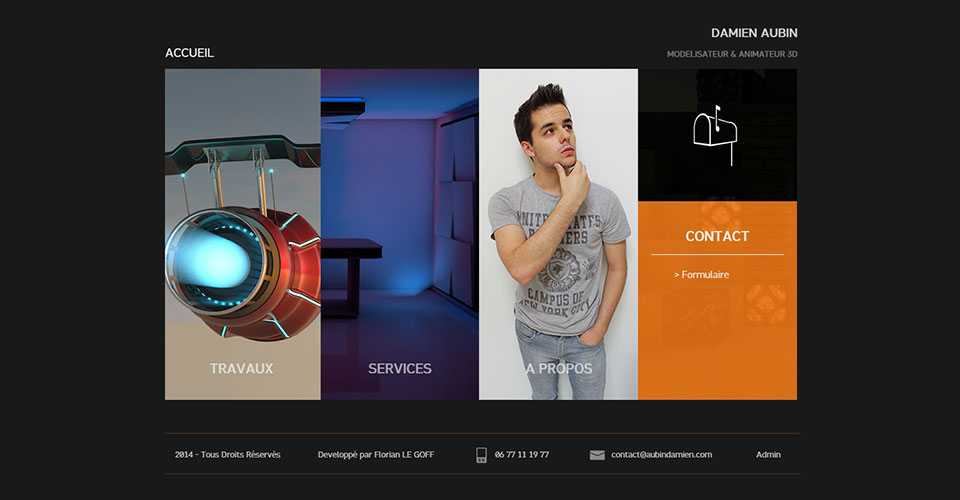 DAMIEN AUBIN
ACCUEIL
MODELISATEUR & ANIMATEUR 3D
UNITED STATES
CAMPUS OF
NEW YORK CITY
CONTACT
> Formulaire
TRAVAUX
SERVICES
A PROPOS
2014 - Tous Droits Réservés
Developpé par Florian LE GOFF
06 77 11 19 77
contact@aubindamien.com
Admin